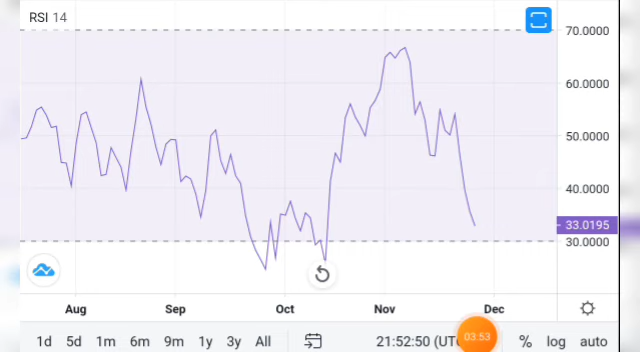 RSI 14
70.0000
60.0000
50.0000
40.0000
33.0195
30.0000
Aug Sep Oct Nov Dec
1d 5d 1m 6m 9m 1y 3y All 21:52:50 (UTC 03:53 % log auto